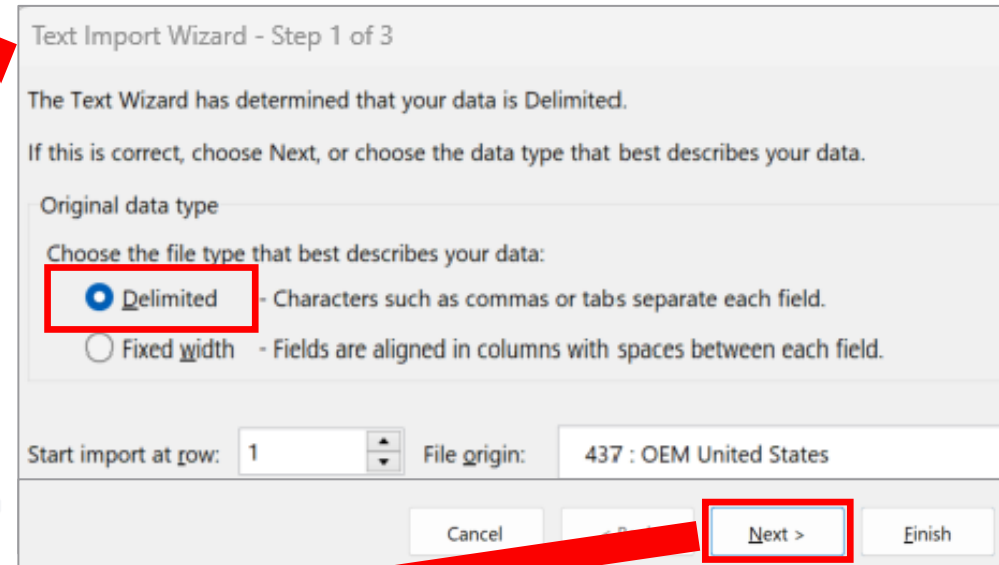 Text Import Wizard - Step 1 of 3
The Text Wizard has determined that your data is Delimited.
If this is correct, choose Next, or choose the data type that best describes your data.
Original data type
Choose the file type that best describes your data:
Delimited - Characters such as commas or tabs separate each field.
Fixed width - Fields are aligned in columns with spaces between each field.
Start import at row: 1 File origin: 437 : OEM United States
Cancel Next > Finish